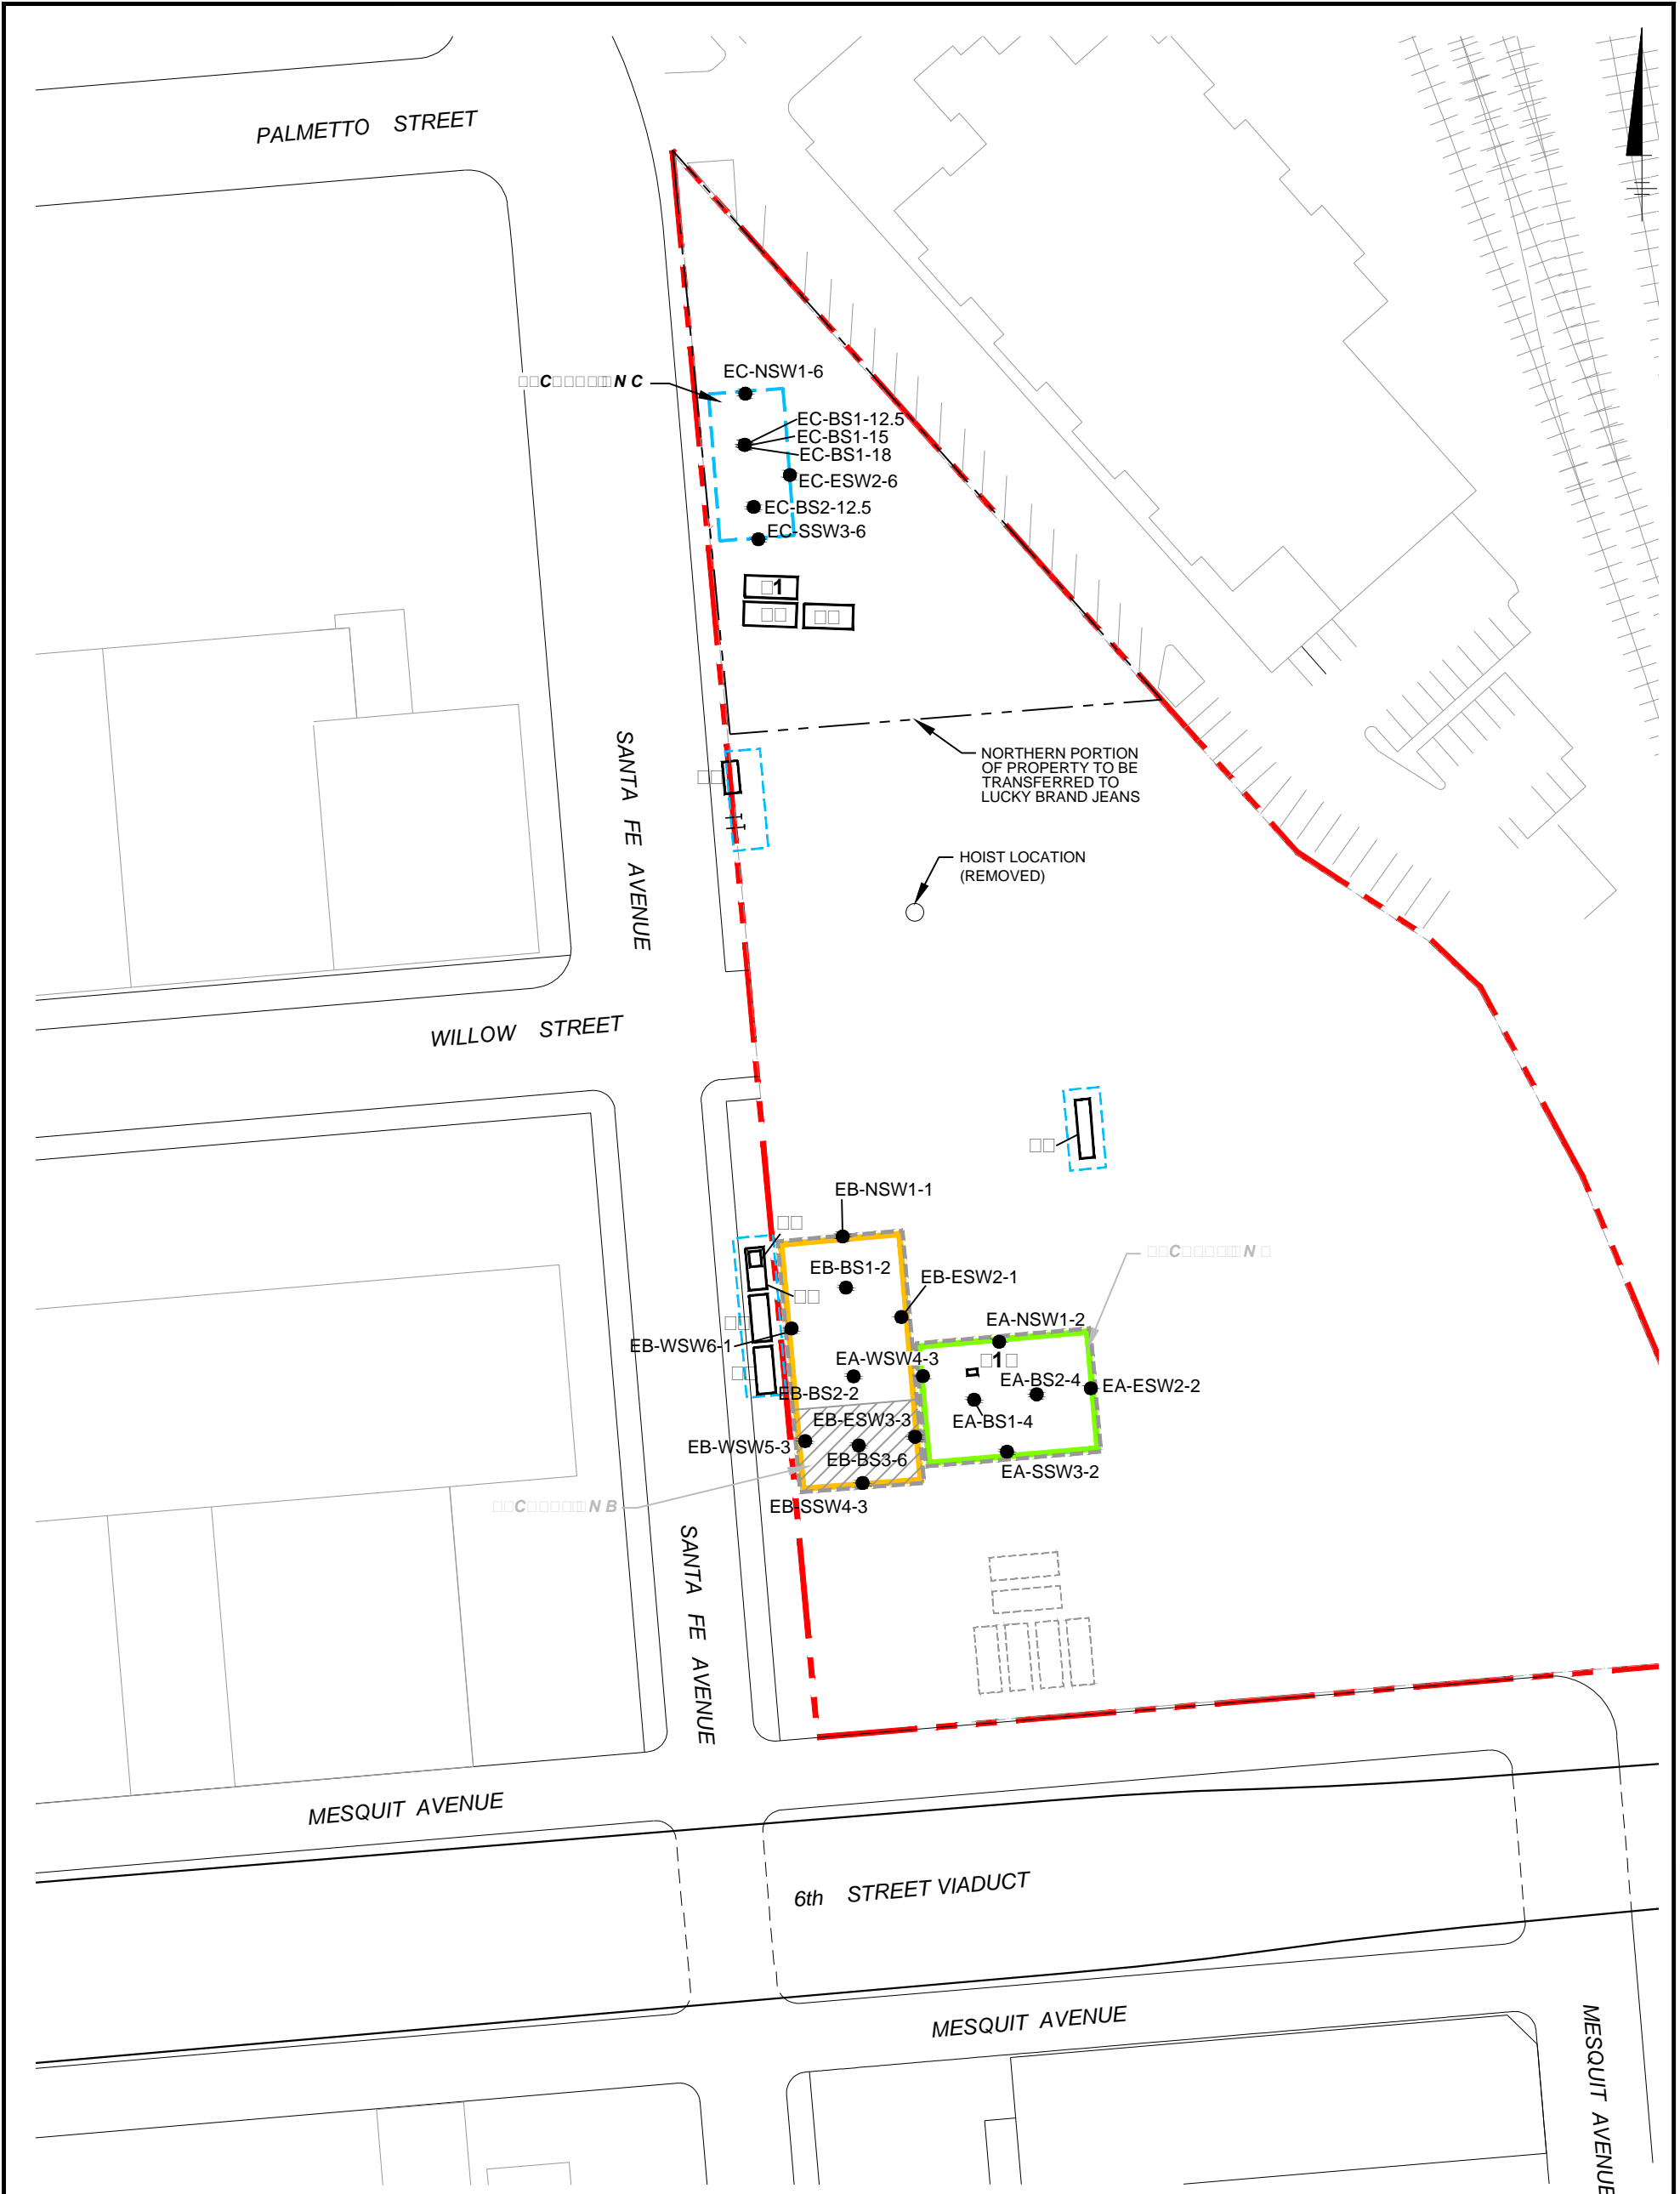 PALMETTO STREET
EC-NSW1-6
EC-BS1-12.5
EC-BS1-15
EC-BS1-18
EC-ESW2-6
EC-BS2-12.5
EC-SSW3-6
1
NORTHERN PORTION
OF PROPERTY TO BE
TRANSFERRED TO
LUCKY BRAND JEANS
SANTA FE AVENUE
HOIST LOCATION
(REMOVED)
WILLOW STREET
EB-NSW1-1
EB-BS1-2
EB-ESW2-1
EB-WSW6-1
EA-NSW1-2
EA-WSW4-3
1
EA-BS2-4
EA-ESW2-2
EB-BS2-2
EA-BS1-4
EB-ESW3-3
EB-WSW5-3
EB-BS3-6
EA-SSW3-2
EB-SSW4-3
SANTA FE AVENUE
MESQUIT AVENUE
6th STREET VIADUCT
MESQUIT AVENUE
MESQUIT AVENUE